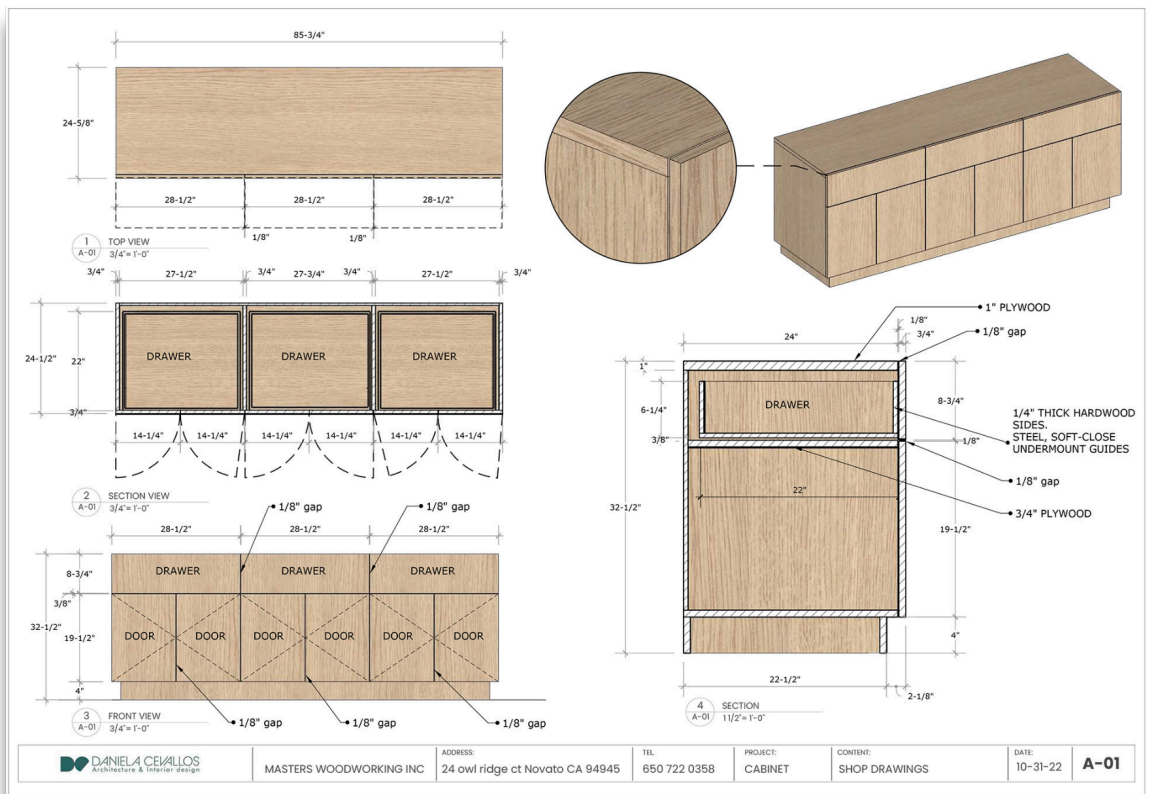 85-3/4"
24-5/8"
28-1/2"
28-1/2"
28-1/2"
1/8"
1/8"
1
A-01
TOP VIEW
3/4"= 1'-0"
3/4"
27-1/2"
3/4"
27-3/4"
3/4"
27-1/2"
3/4"
24-1/2"
22"
3/4"
DRAWER
DRAWER
DRAWER
14-1/4"
14-1/4"
14-1/4"
14-1/4"
14-1/4"
14-1/4"
2
A-01
SECTION VIEW
3/4"= 1'-0"
1/8" gap
1/8" gap
28-1/2"
28-1/2"
28-1/2"
8-3/4"
3/8"
32-1/2"
19-1/2"
4"
DRAWER
DRAWER
DRAWER
DOOR
DOOR
DOOR
DOOR
DOOR
DOOR
1/8" gap
1/8" gap
1/8" gap
3
A-01
FRONT VIEW
3/4"= 1'-0"
1" PLYWOOD
1/8"
3/4"
1/8" gap
24"
1"
6-1/4"
3/8"
DRAWER
8-3/4"
1/4" THICK HARDWOOD
SIDES.
STEEL, SOFT-CLOSE
UNDERMOUNT GUIDES
1/8"
1/8" gap
22"
3/4" PLYWOOD
32-1/2"
19-1/2"
4"
22-1/2"
2-1/8"
4
A-01
SECTION
1 1/2"= 1'-0"
DANIELA CEVALLOS
Architecture & Interior design
MASTERS WOODWORKING INC
ADDRESS:
24 owl ridge ct Novato CA 94945
TEL.
650 722 0358
PROJECT:
CABINET
CONTENT:
SHOP DRAWINGS
DATE:
10-31-22
A-01